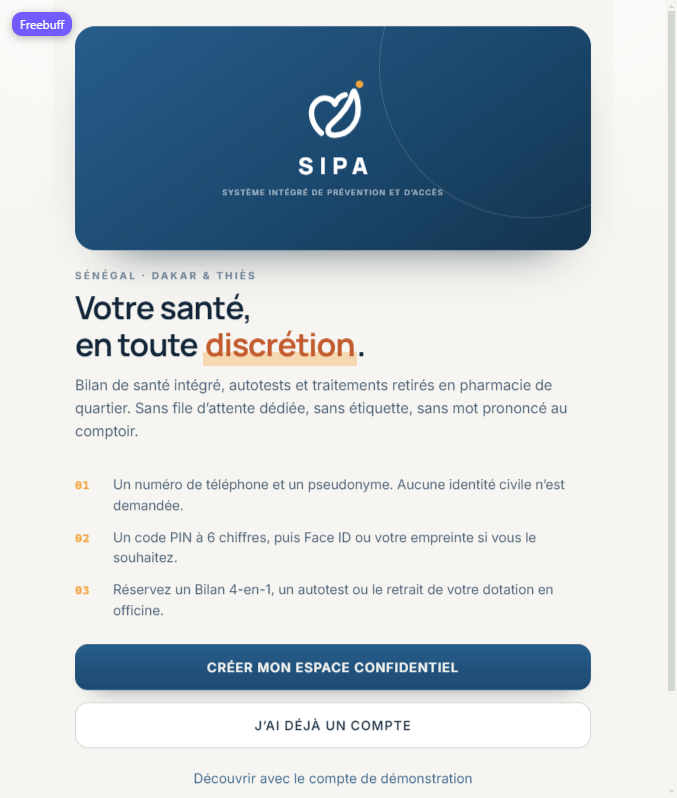 Freebuff
SIPA
SYSTÈME INTÉGRÉ DE PRÉVENTION ET D'ACCÈS
SÉNÉGAL · DAKAR & THIÈS
Votre santé,
en toute discrétion.
Bilan de santé intégré, autotests et traitements retirés en pharmacie de
quartier. Sans file d’attente dédiée, sans étiquette, sans mot prononcé au
comptoir.
01 Un numéro de téléphone et un pseudonyme. Aucune identité civile n’est
demandée.
02 Un code PIN à 6 chiffres, puis Face ID ou votre empreinte si vous le
souhaitez.
03 Réservez un Bilan 4-en-1, un autotest ou le retrait de votre dotation en
officine.
CRÉER MON ESPACE CONFIDENTIEL
J’AI DÉJÀ UN COMPTE
Découvrir avec le compte de démonstration